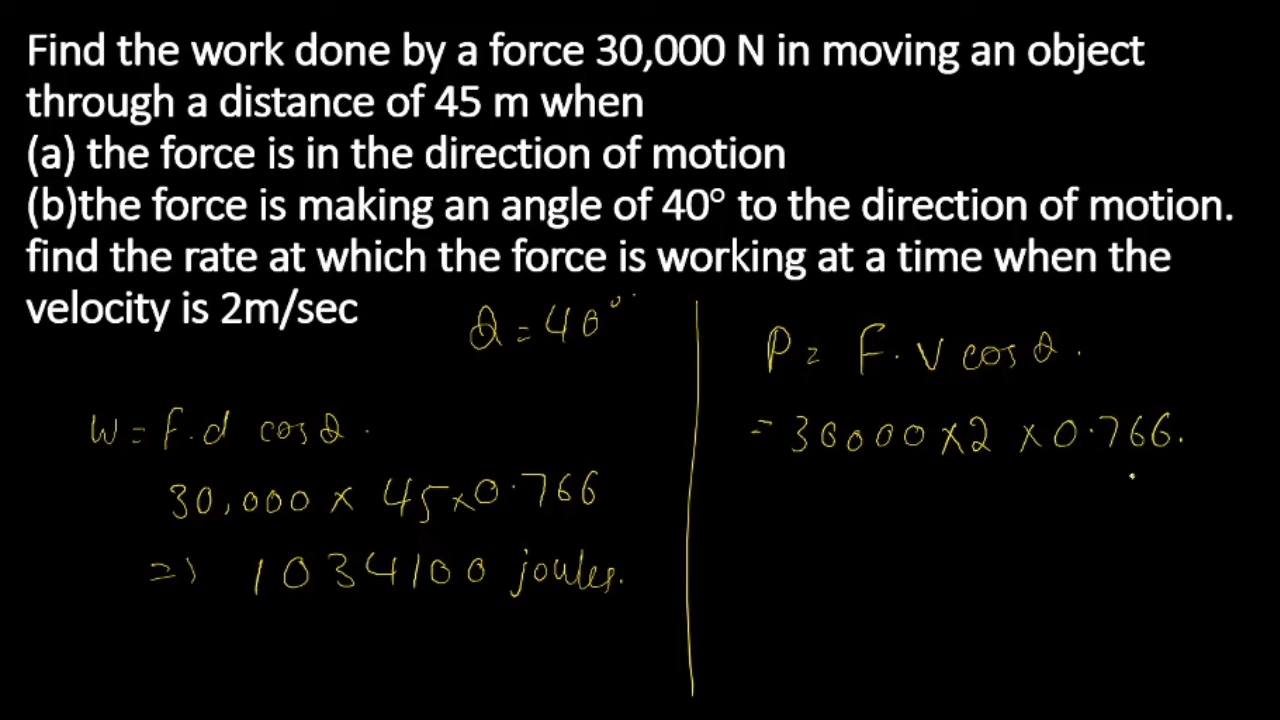 Find the work done by a force 30,000 N in moving an object
through a distance of 45 m when
(a) the force is in the direction of motion
(b)the force is making an angle of 40° to the direction of motion.
find the rate at which the force is working at a time when the
velocity is 2m/sec
θ = 40°
W = F.d cosθ.
30,000 × 45 × 0.766
=> 1034100 joules.
P = F. V cosθ.
= 30000 × 2 × 0.766.